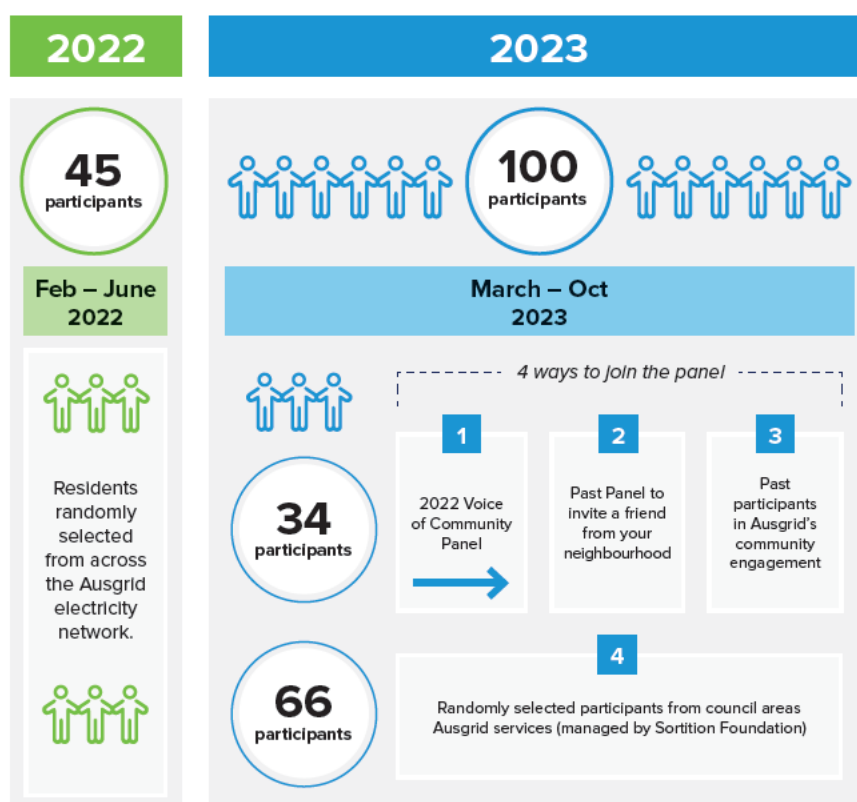 2022
45
participants
Feb – June
2022
Residents
randomly
selected
from across
the Ausgrid
electricity
network.
2023
100
participants
March – Oct
2023
4 ways to join the panel
34
participants
1
2022 Voice
of Community
Panel
2
Past Panel to
invite a friend
from your
neighbourhood
3
Past
participants
in Ausgrid's
community
engagement
66
participants
4
Randomly selected participants from council areas
Ausgrid services (managed by Sortition Foundation)